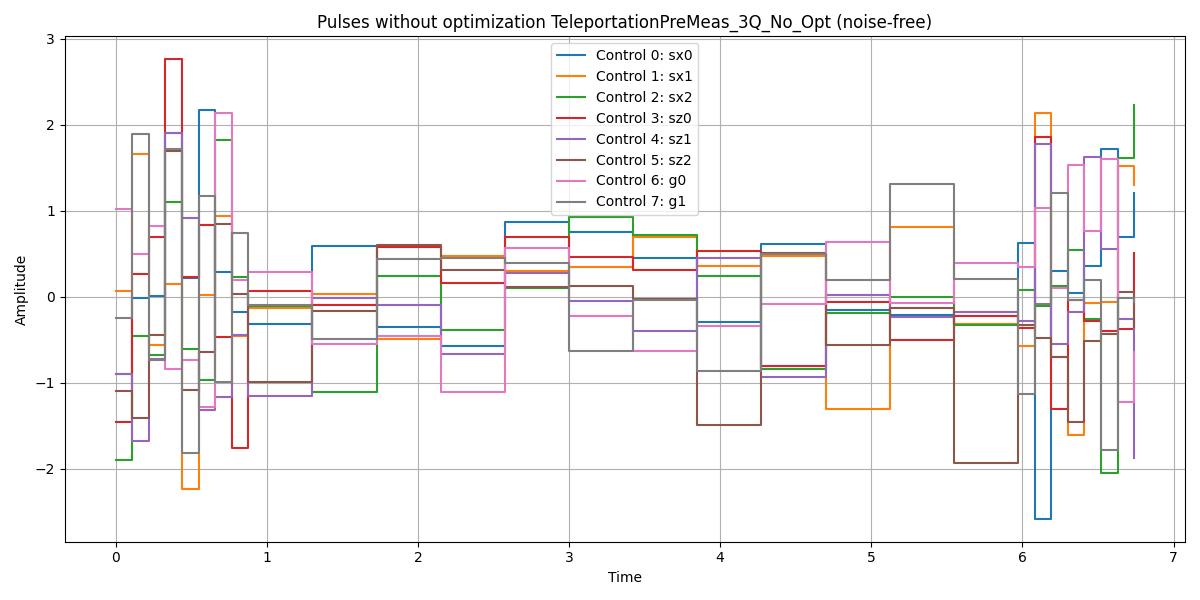 Pulses without optimization TeleportationPreMeas_3Q_No_Opt (noise-free)
Control 0: sx0
Control 1: sx1
Control 2: sx2
Control 3: sz0
Control 4: sz1
Control 5: sz2
Control 6: g0
Control 7: g1
Amplitude
3
2
1
0
−1
−2
0 1 2 3 4 5 6 7
Time